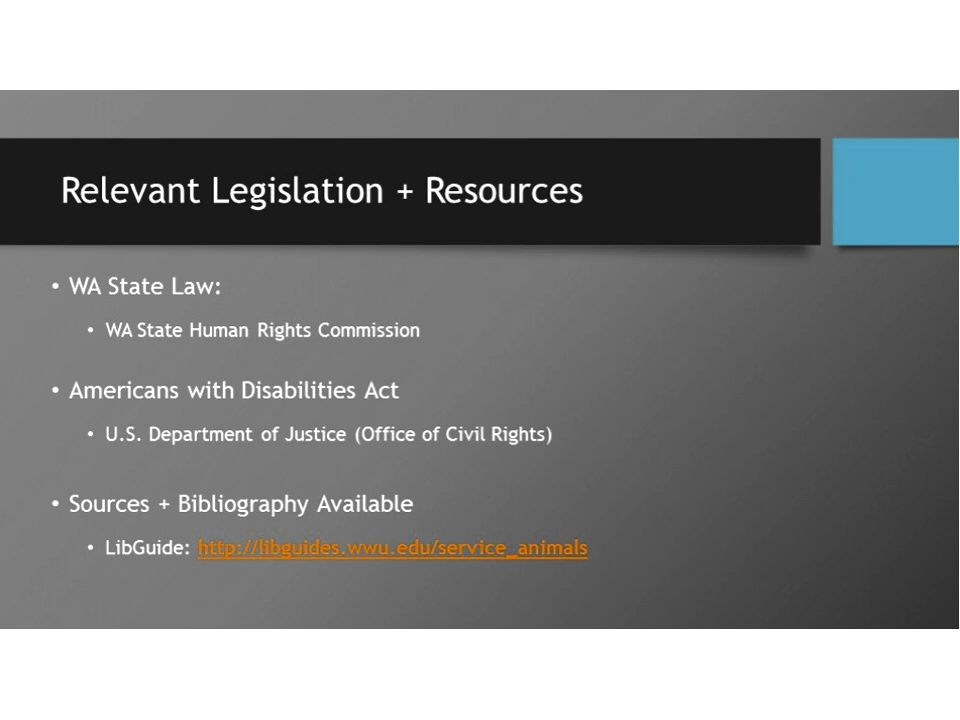 Relevant Legislation + Resources
• WA State Law:
• WA State Human Rights Commission
• Americans with Disabilities Act
• U.S. Department of Justice (Office of Civil Rights)
• Sources + Bibliography Available
• LibGuide: http://libguides.wwu.edu/service_animals